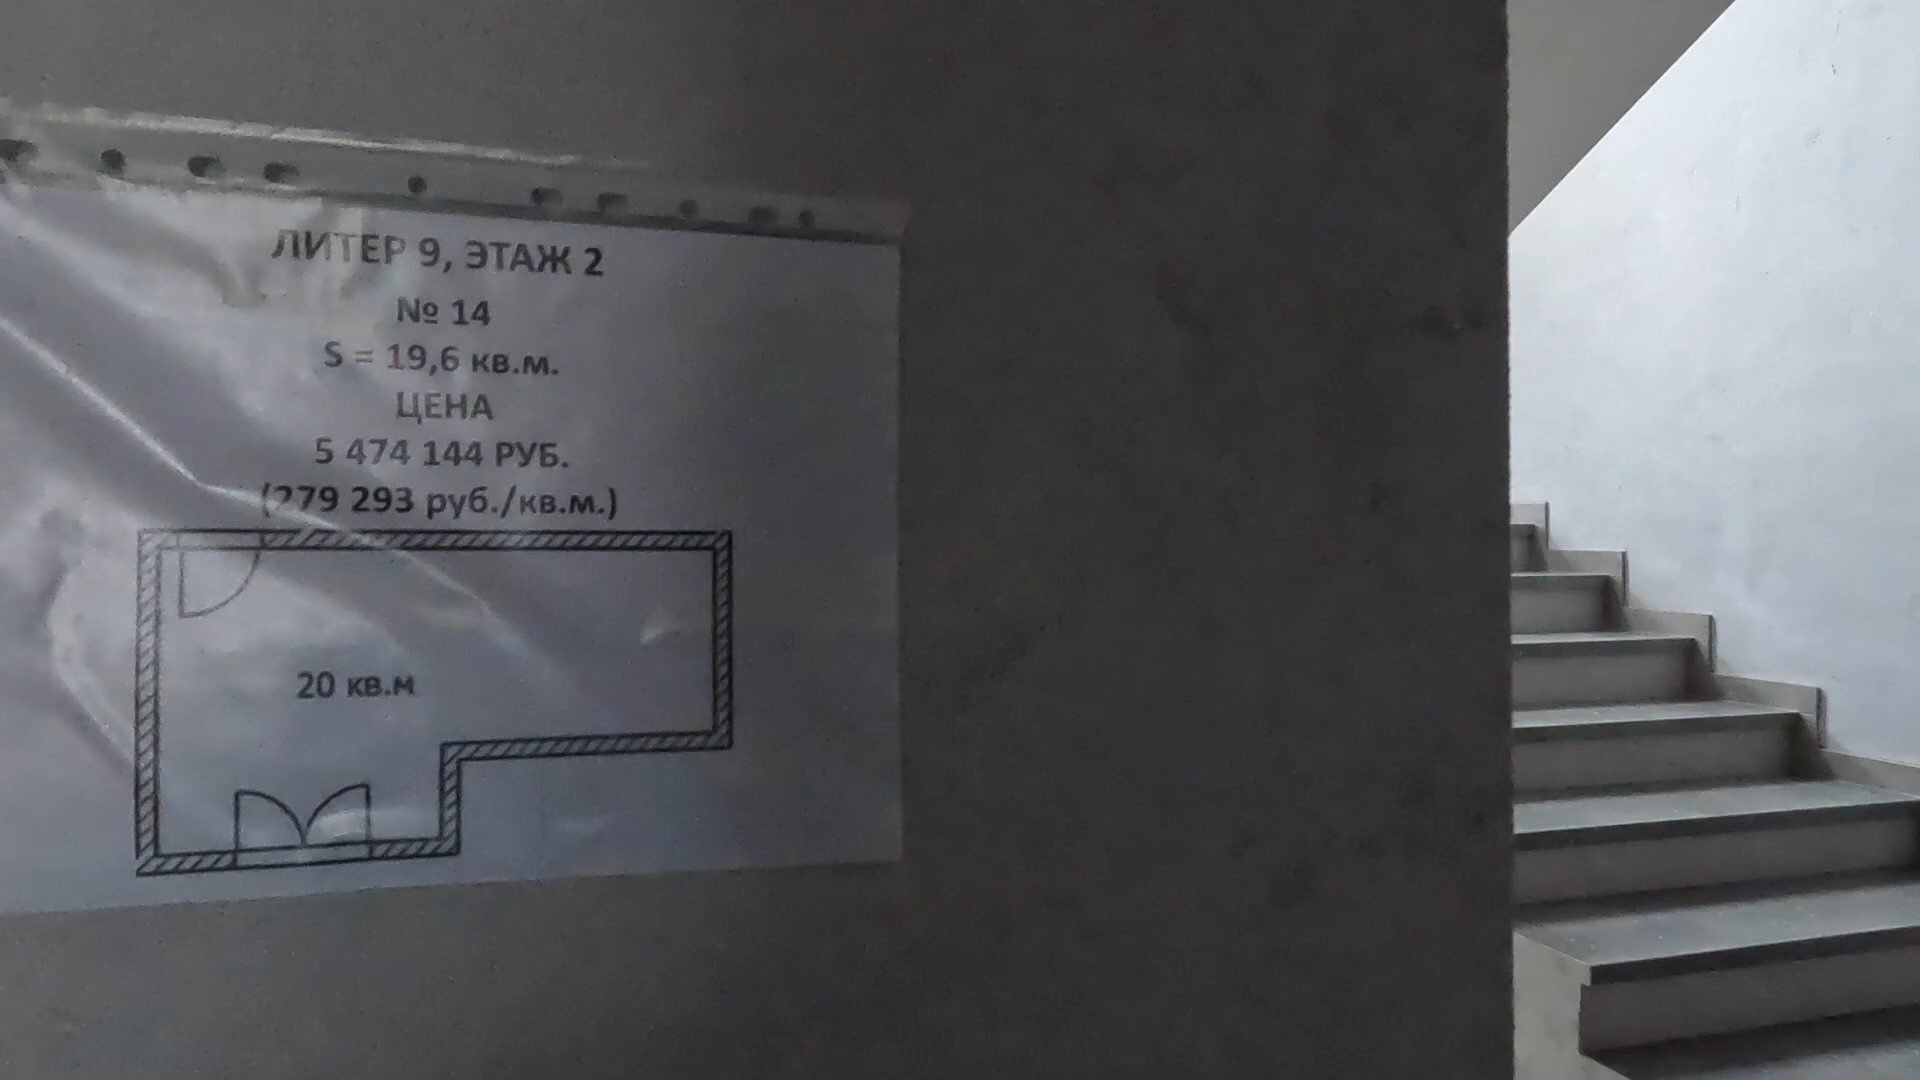 ЛИТЕР 9, ЭТАЖ 2
№ 14
S = 19,6 кв.м.
ЦЕНА
5 474 144 РУБ.
(279 293 руб./кв.м.)
20 кв.м